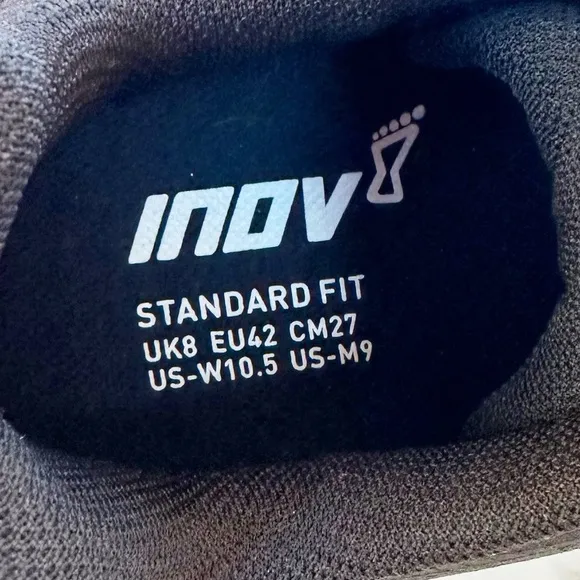 INOV
STANDARD FIT
UK8 EU42 CM27
US-W10.5 US-M9